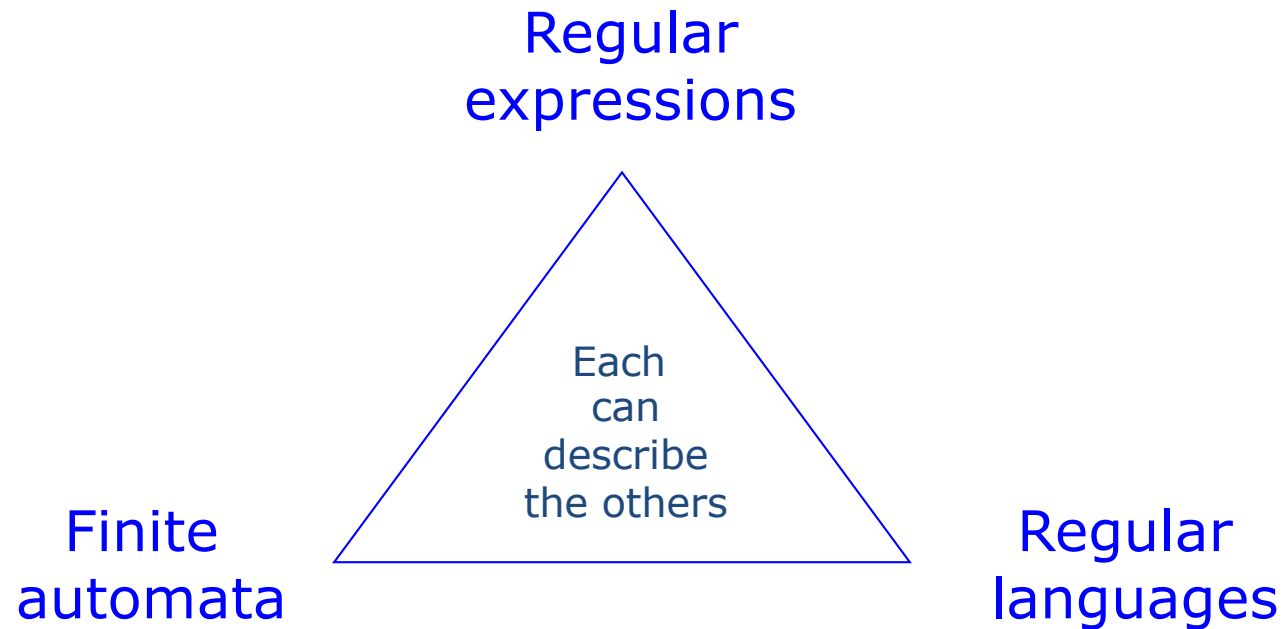 Regular
expressions
Each
can
describe
the others
Finite
automata
Regular
languages